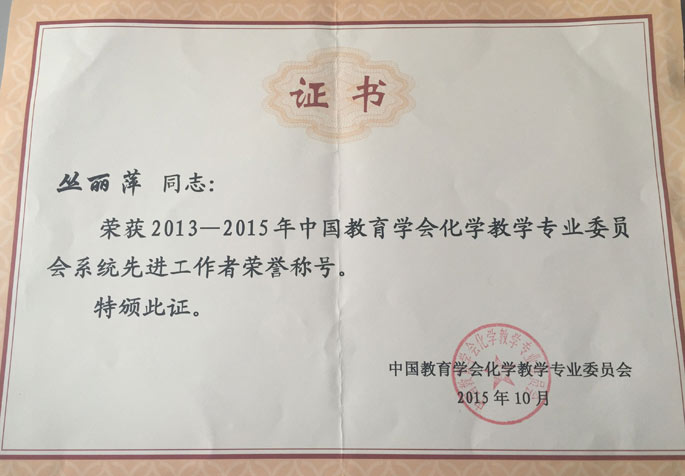 证书
丛丽萍 同志：
荣获2013—2015年中国教育学会化学教学专业委员
会系统先进工作者荣誉称号。
特颁此证。
中国教育学会化学教学专业委员会
2015年10月